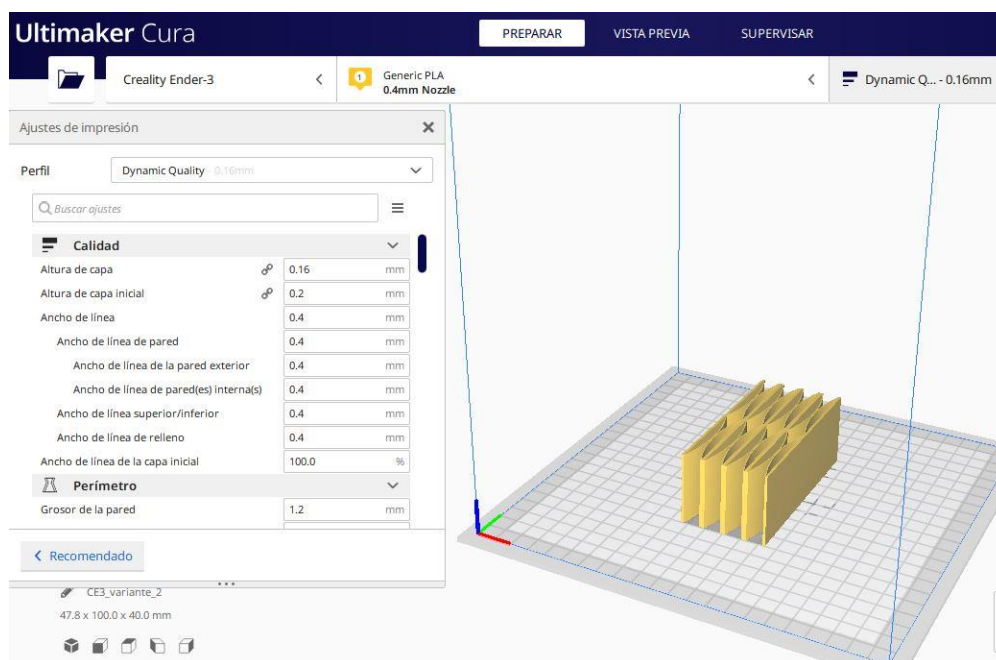 Ultimaker Cura
PREPARAR
VISTA PREVIA
SUPERVISAR
Creality Ender-3
1
Generic PLA
0.4mm Nozzle
Dynamic Q... - 0.16mm
Ajustes de impresión
Perfil
Dynamic Quality - 0.16mm
Buscar ajustes
Calidad
Altura de capa 0.16 mm
Altura de capa inicial 0.2 mm
Ancho de línea 0.4 mm
Ancho de línea de pared 0.4 mm
Ancho de línea de la pared exterior 0.4 mm
Ancho de línea de pared(es) interna(s) 0.4 mm
Ancho de línea superior/inferior 0.4 mm
Ancho de línea de relleno 0.4 mm
Ancho de línea de la capa inicial 100.0 %
Perímetro
Grosor de la pared 1.2 mm
Recomendado
CE3_variante_2
47.8 x 100.0 x 40.0 mm